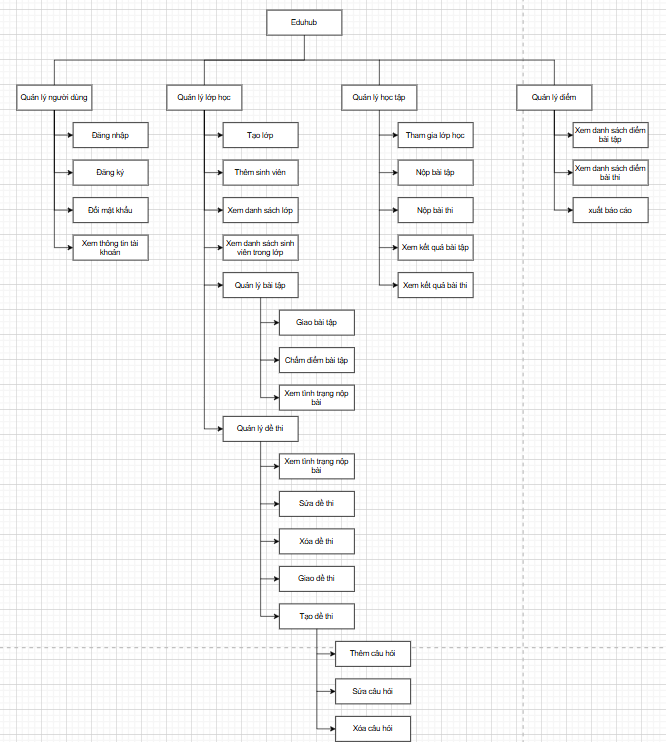 Eduhub
Quản lý người dùng
Quản lý lớp học
Quản lý học tập
Quản lý điểm
Đăng nhập
Đăng ký
Đổi mật khẩu
Xem thông tin tài
khoản
Tạo lớp
Thêm sinh viên
Xem danh sách lớp
Xem danh sách sinh
viên trong lớp
Quản lý bài tập
Giao bài tập
Chấm điểm bài tập
Xem tình trạng nộp
bài
Quản lý đề thi
Xem tình trạng nộp
bài
Sửa đề thi
Xóa đề thi
Giao đề thi
Tạo đề thi
Thêm câu hỏi
Sửa câu hỏi
Xóa câu hỏi
Tham gia lớp học
Nộp bài tập
Nộp bài thi
Xem kết quả bài tập
Xem kết quả bài thi
Xem danh sách điểm
bài tập
Xem danh sách điểm
bài thi
xuất báo cáo